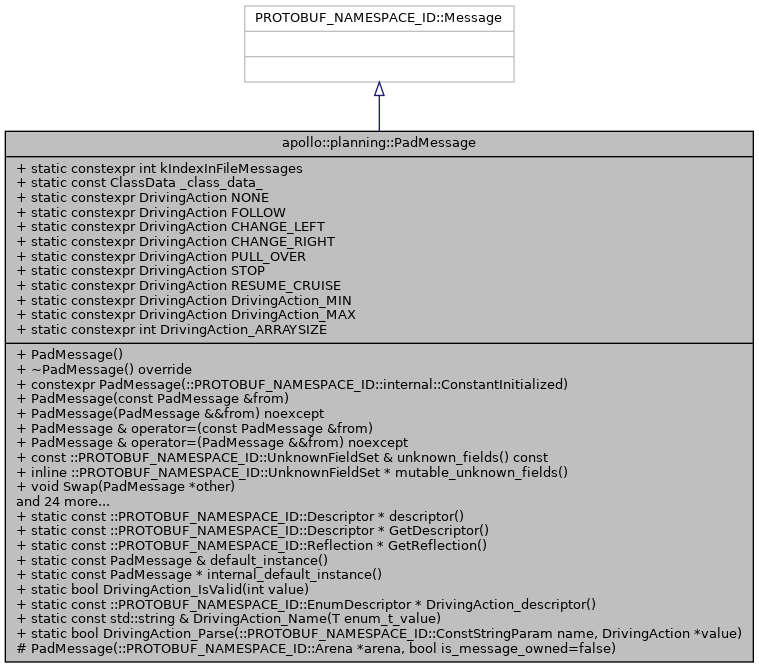 PROTOBUF_NAMESPACE_ID::Message
apollo::planning::PadMessage
+ static constexpr int kIndexInFileMessages
+ static const ClassData _class_data_
+ static constexpr DrivingAction NONE
+ static constexpr DrivingAction FOLLOW
+ static constexpr DrivingAction CHANGE_LEFT
+ static constexpr DrivingAction CHANGE_RIGHT
+ static constexpr DrivingAction PULL_OVER
+ static constexpr DrivingAction STOP
+ static constexpr DrivingAction RESUME_CRUISE
+ static constexpr DrivingAction DrivingAction_MIN
+ static constexpr DrivingAction DrivingAction_MAX
+ static constexpr int DrivingAction_ARRAYSIZE
+ PadMessage()
+ ~PadMessage() override
+ constexpr PadMessage(::PROTOBUF_NAMESPACE_ID::internal::ConstantInitialized)
+ PadMessage(const PadMessage &from)
+ PadMessage(PadMessage &&from) noexcept
+ PadMessage & operator=(const PadMessage &from)
+ PadMessage & operator=(PadMessage &&from) noexcept
+ const ::PROTOBUF_NAMESPACE_ID::UnknownFieldSet & unknown_fields() const
+ inline ::PROTOBUF_NAMESPACE_ID::UnknownFieldSet * mutable_unknown_fields()
+ void Swap(PadMessage *other)
and 24 more...
+ static const ::PROTOBUF_NAMESPACE_ID::Descriptor * descriptor()
+ static const ::PROTOBUF_NAMESPACE_ID::Descriptor * GetDescriptor()
+ static const ::PROTOBUF_NAMESPACE_ID::Reflection * GetReflection()
+ static const PadMessage & default_instance()
+ static const PadMessage * internal_default_instance()
+ static bool DrivingAction_IsValid(int value)
+ static const ::PROTOBUF_NAMESPACE_ID::EnumDescriptor * DrivingAction_descriptor()
+ static const std::string & DrivingAction_Name(T enum_t_value)
+ static bool DrivingAction_Parse(::PROTOBUF_NAMESPACE_ID::ConstStringParam name, DrivingAction *value)
# PadMessage(::PROTOBUF_NAMESPACE_ID::Arena *arena, bool is_message_owned=false)